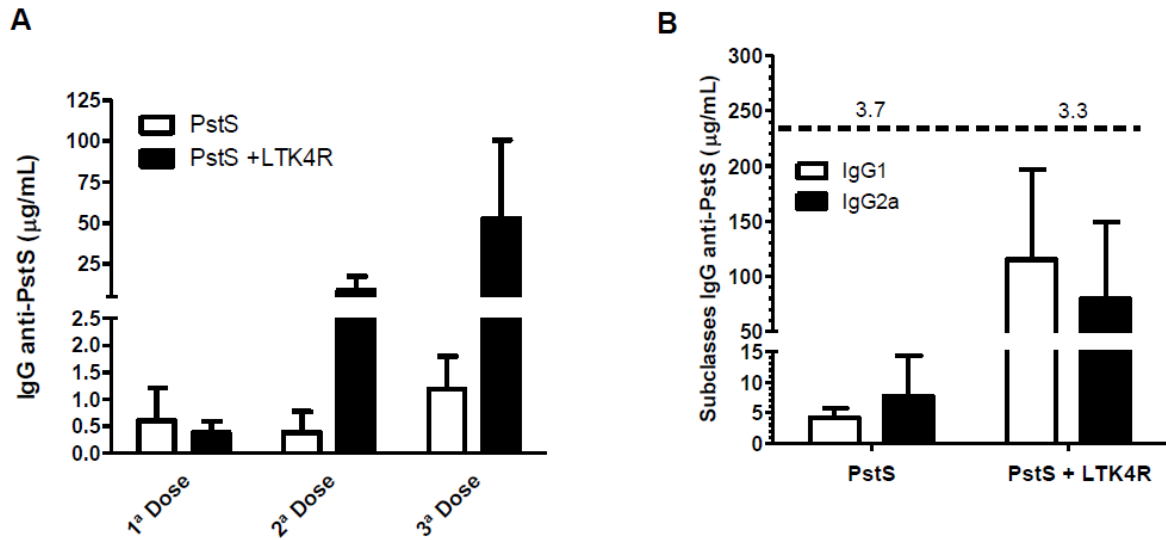 A
IgG anti-PstS (µg/mL)
125
100
75
50
25
2.5
2.0
1.5
1.0
0.5
0.0
PstS
PstS +LTK4R
1ª Dose
2ª Dose
3ª Dose
B
Subclasses IgG anti-PstS (µg/mL)
300
250
200
150
100
50
15
10
5
0
3.7
3.3
IgG1
IgG2a
PstS
PstS + LTK4R